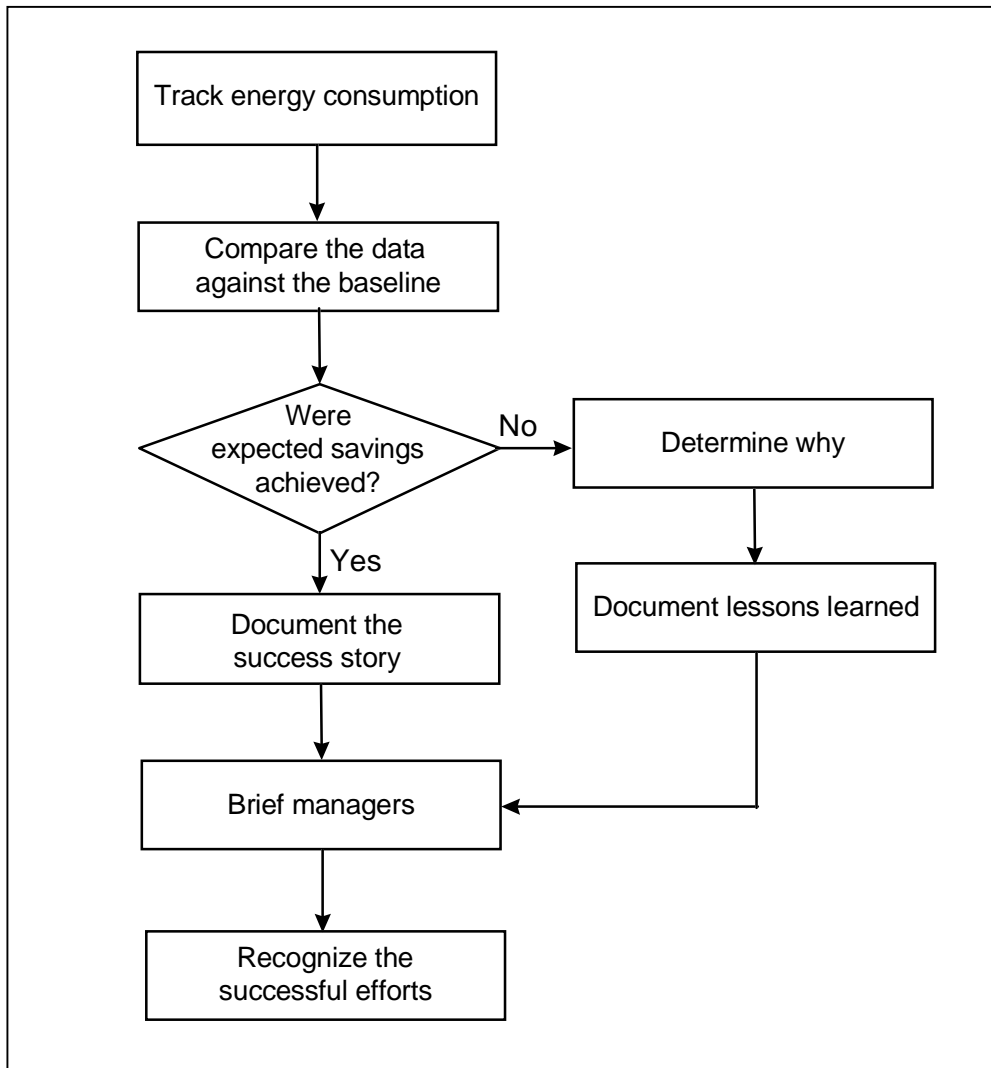 Track energy consumption
Compare the data
against the baseline
Were
expected savings
achieved?
No
Determine why
Yes
Document lessons learned
Document the
success story
Brief managers
Recognize the
successful efforts